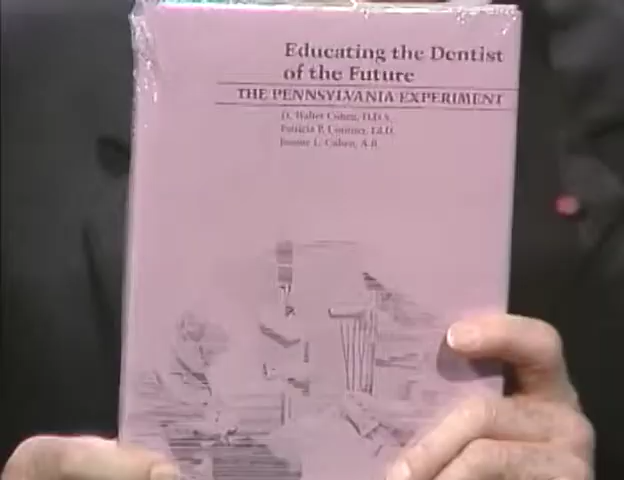 Educating the Dentist
of the Future
THE PENNSYLVANIA EXPERIMENT
D. Walter Cohen, D.D.S.
Patricia P. Cormier, Ed.D.
Joanne L. Cohen, A.B.